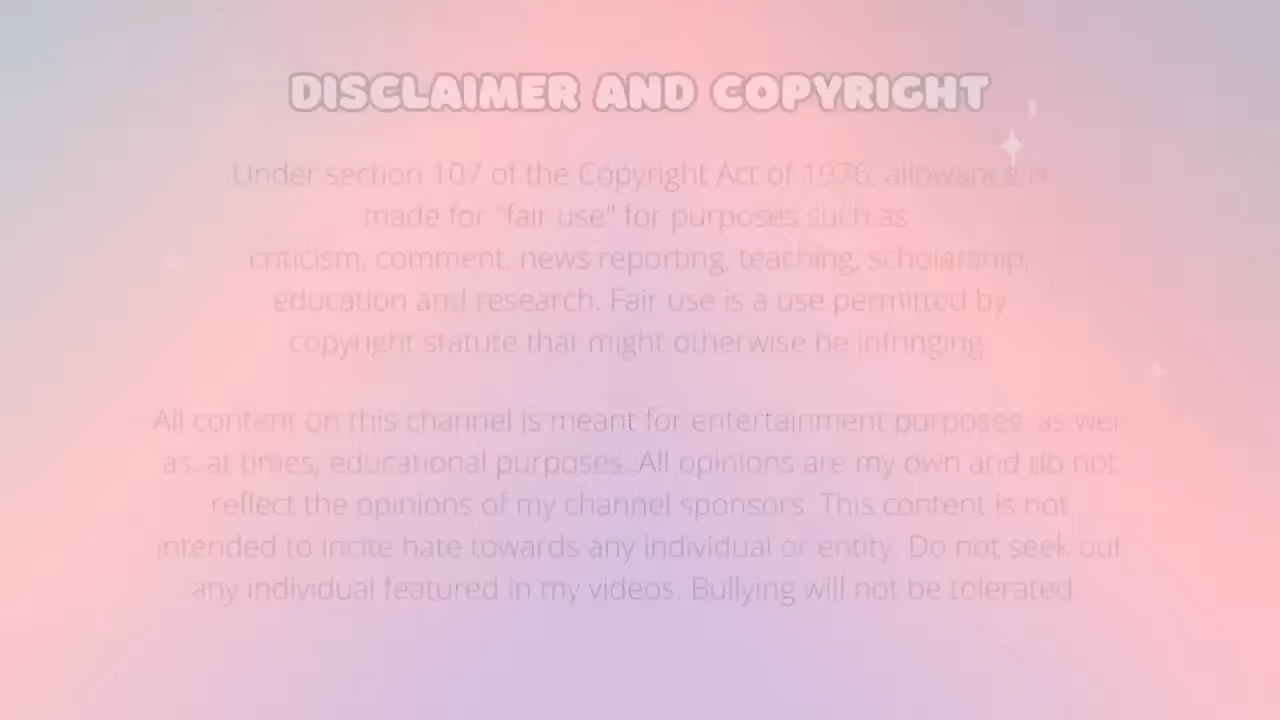 DISCLAIMER AND COPYRIGHT
Under section 107 of the Copyright Act of 1976, allowance is
made for "fair use" for purposes such as
criticism, comment, news reporting, teaching, scholarship,
education and research. Fair use is a use permitted by
copyright statute that might otherwise be infringing.
All content on this channel is meant for entertainment purposes, as well
as, at times, educational purposes. All opinions are my own and do not
reflect the opinions of my channel sponsors. This content is not
intended to incite hate towards any individual or entity. Do not seek out
any individual featured in my videos. Bullying will not be tolerated.